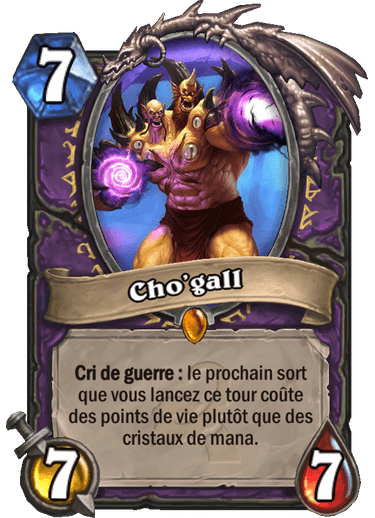 7
Cho'gall
Cri de guerre : le prochain sort
que vous lancez ce tour coûte
des points de vie plutôt que des
cristaux de mana.
7
7